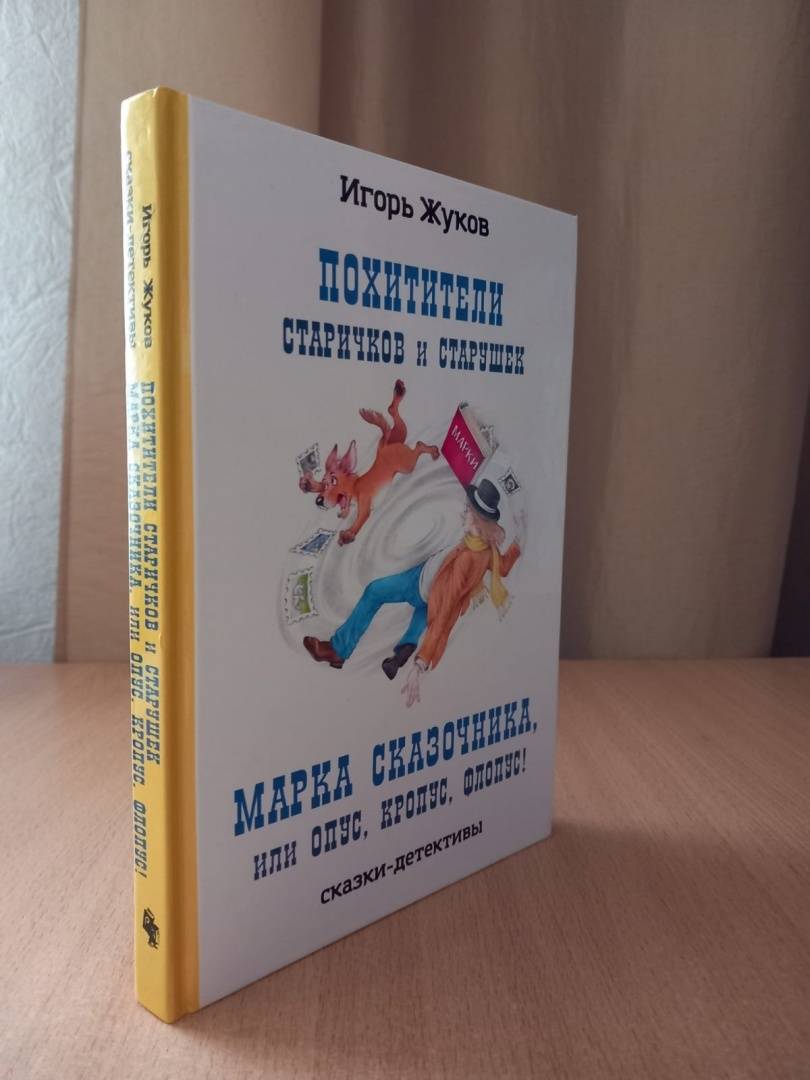 Игорь Жуков
ПОХИТИТЕЛИ
СТАРИЧКОВ И СТАРУШЕК
МАРКИ
МАРКА СКАЗОЧНИКА,
ИЛИ ОПУС, КРОПУС, ФЛОПУС!
сказки-детективы
Игорь Жуков ПОХИТИТЕЛИ СТАРИЧКОВ И СТАРУШЕК
сказки-детективы МАРКА СКАЗОЧНИКА, ИЛИ ОПУС, КРОПУС, ФЛОПУС!